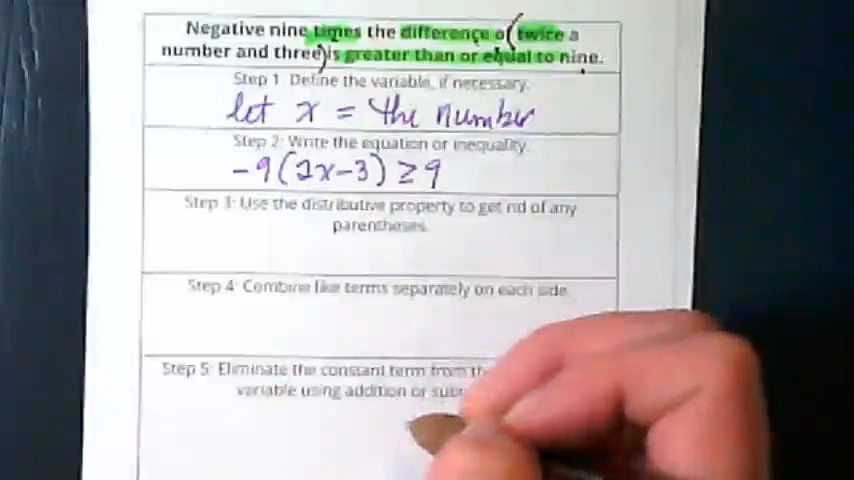 Negative nine times the difference of (twice a
number and three) is greater than or equal to nine.
Step 1: Define the variable, if necessary.
let x = the number
Step 2: Write the equation or inequality.
-9(2x-3) ≥ 9
Step 3: Use the distributive property to get rid of any
parentheses.
Step 4: Combine like terms separately on each side.
Step 5: Eliminate the constant term from
variable using addition or